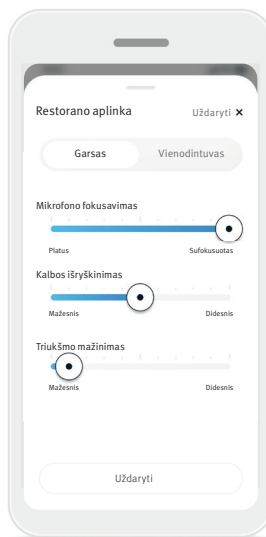 Restorano aplinka
Uždaryti ×
Garsas
Vienodintuvas
Mikrofono fokusavimas
Platus
Sufokusuotas
Kalbos išryškinimas
Mažesnis
Didesnis
Triukšmo mažinimas
Mažesnis
Didesnis
Uždaryti